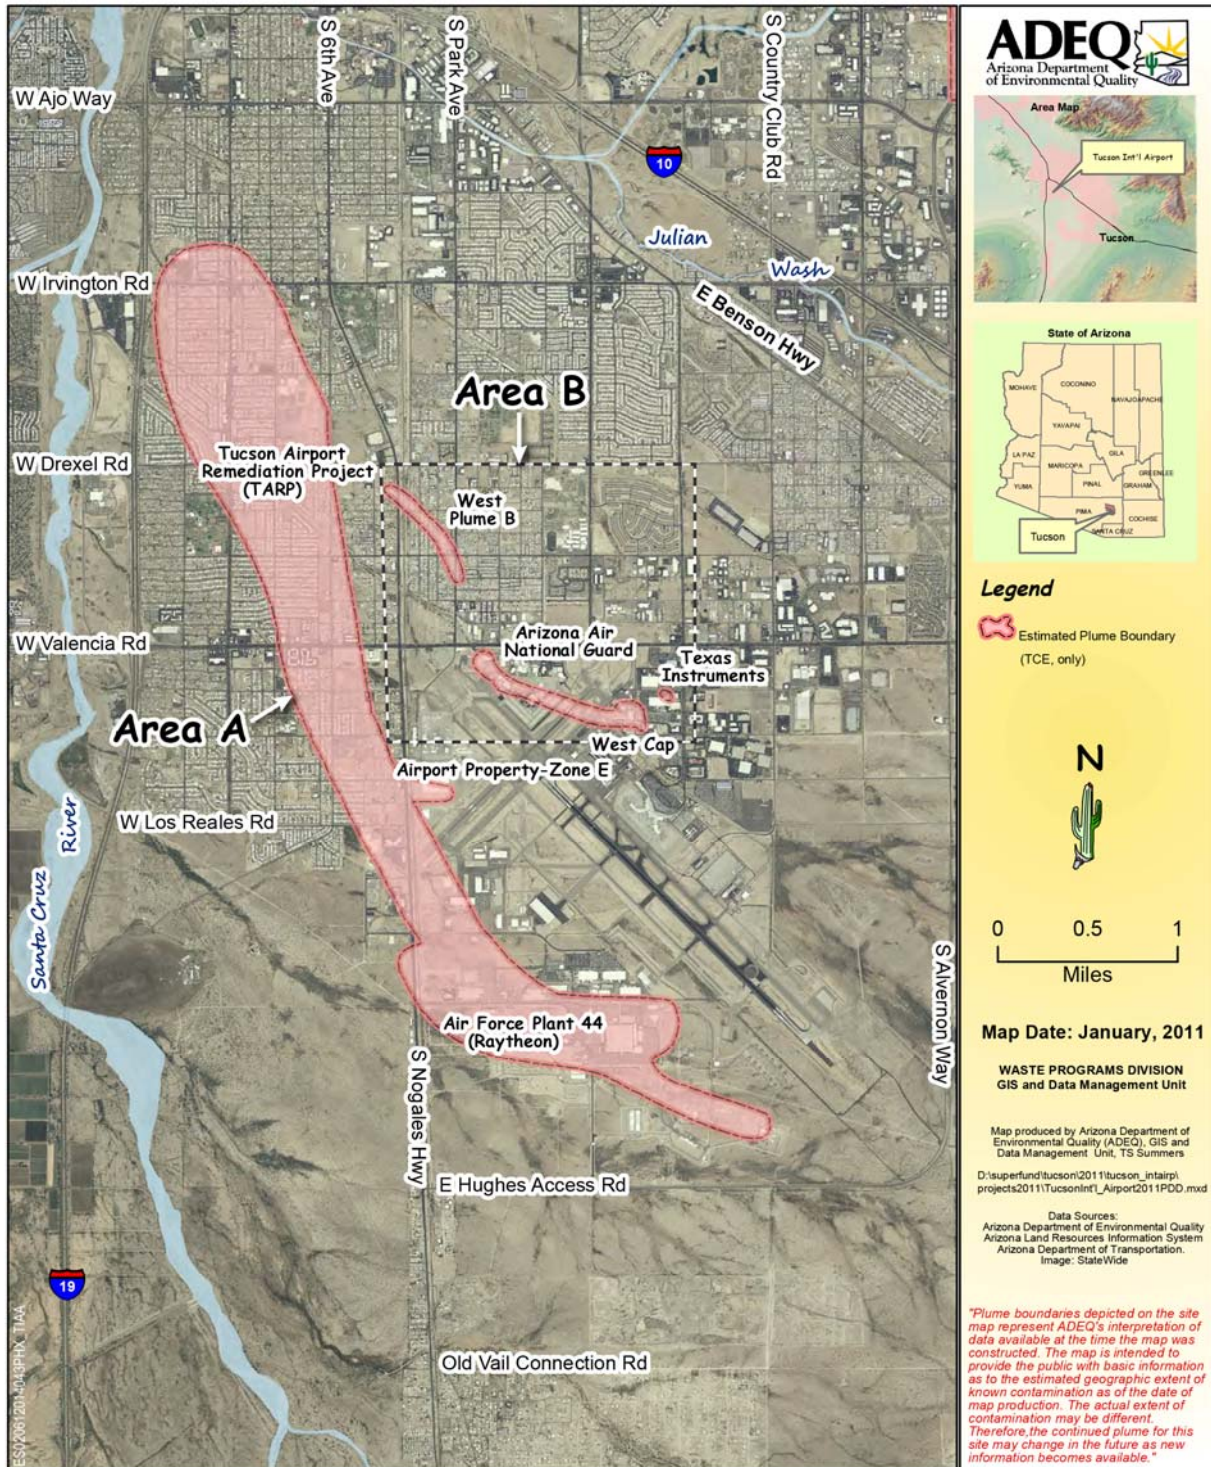 S 6th Ave
S Park Ave
S Country Club Rd
W Ajo Way
10
Julian
Wash
W Irvington Rd
E Benson Hwy
Area B
Tucson Airport
Remediation Project
(TARP)
W Drexel Rd
West
Plume B
Arizona Air
National Guard
Texas
Instruments
W Valencia Rd
Area A
West Cap
Airport Property-Zone E
W Los Reales Rd
Santa Cruz River
S Alvernon Way
Air Force Plant 44
(Raytheon)
S Nogales Hwy
E Hughes Access Rd
19
Old Vail Connection Rd
ES020612014043PHX_TIAA
ADEQ
Arizona Department
of Environmental Quality
Area Map
Tucson Int'l Airport
Tucson
State of Arizona
MOHAVE
COCONINO
NAVAJO
APACHE
YAVAPAI
LA PAZ
GILA
MARICOPA
GREENLEE
YUMA
PINAL
GRAHAM
PIMA
COCHISE
SANTA CRUZ
Tucson
Legend
Estimated Plume Boundary
(TCE, only)
N
0 0.5 1
Miles
Map Date: January, 2011
WASTE PROGRAMS DIVISION
GIS and Data Management Unit
Map produced by Arizona Department of
Environmental Quality (ADEQ), GIS and
Data Management Unit, TS Summers
D:\superfund\tucson\2011\tucson_intairp\
projects2011\TucsonInt'l_Airport2011PDD.mxd
Data Sources:
Arizona Department of Environmental Quality
Arizona Land Resources Information System
Arizona Department of Transportation.
Image: StateWide
"Plume boundaries depicted on the site
map represent ADEQ's interpretation of
data available at the time the map was
constructed. The map is intended to
provide the public with basic information
as to the estimated geographic extent of
known contamination as of the date of
map production. The actual extent of
contamination may be different.
Therefore,the continued plume for this
site may change in the future as new
information becomes available."